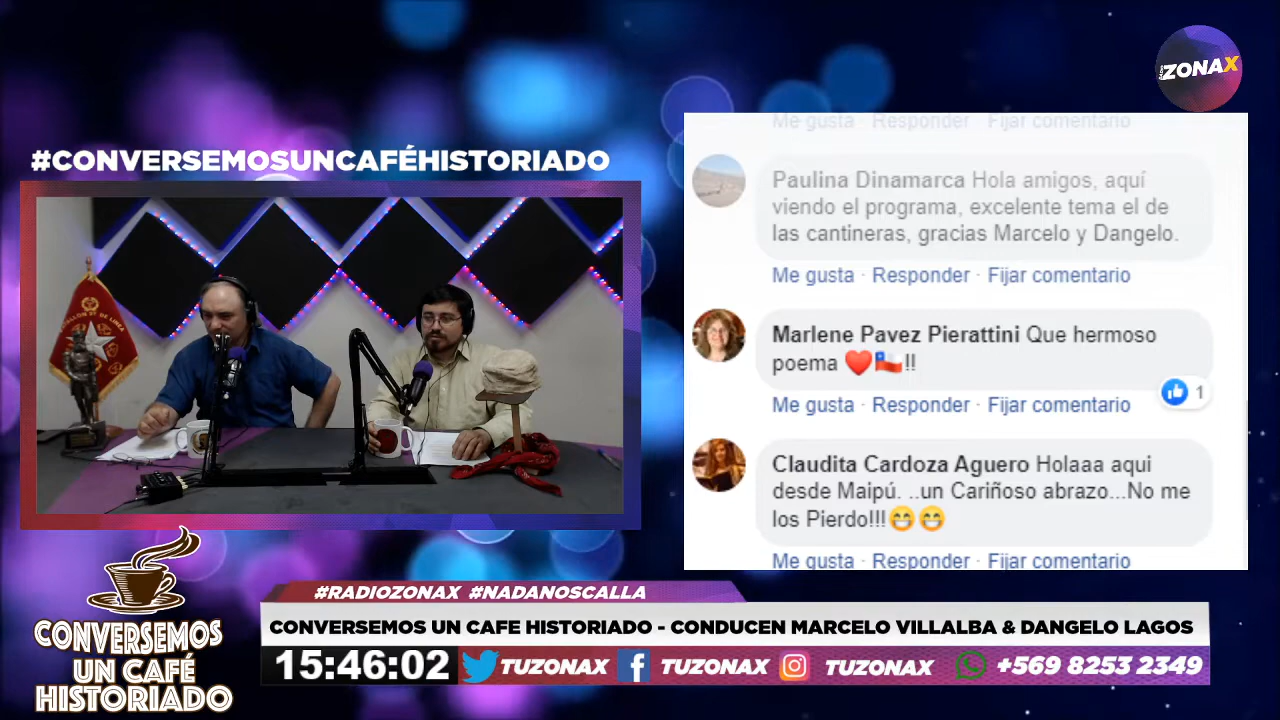 ZONAX
Me gusta · Responder · Fijar comentario
#CONVERSEMOSUNCAFÉHISTORIADO
Paulina Dinamarca Hola amigos, aquí
viendo el programa, excelente tema el de
las cantineras, gracias Marcelo y Dangelo.
Me gusta · Responder · Fijar comentario
Marlene Pavez Pierattini Que hermoso
poema ❤️🇨🇱!!
1
Me gusta · Responder · Fijar comentario
Claudita Cardoza Aguero Holaaa aqui
desde Maipú. ..un Cariñoso abrazo...No me
los Pierdo!!!😁😁
Me gusta · Responder · Fijar comentario
CONVERSEMOS
UN CAFÉ
HISTORIADO
#RADIOZONAX #NADANOSCALLA
CONVERSEMOS UN CAFE HISTORIADO - CONDUCEN MARCELO VILLALBA & DANGELO LAGOS
15:46:02 TUZONAX TUZONAX TUZONAX +569 8253 2349